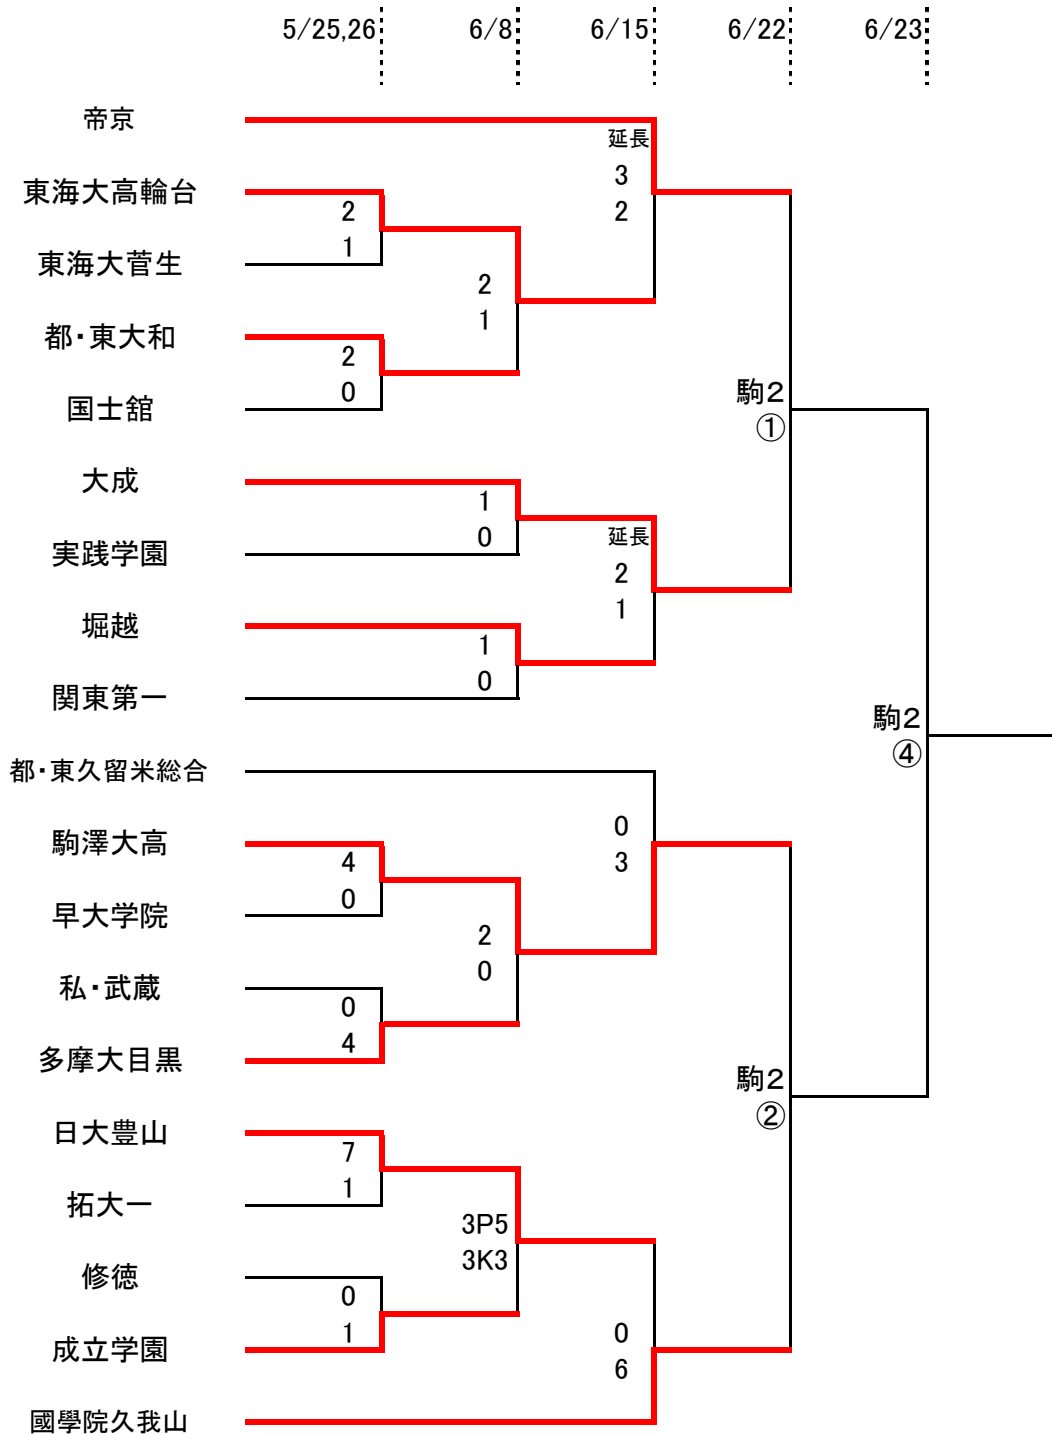 5/25,26 6/8 6/15 6/22 6/23
帝京
延長
3
2
東海大高輪台
2
1
東海大菅生
2
1
都・東大和
2
0
国士舘
駒2
①
大成
1
0
実践学園
延長
2
1
堀越
1
0
関東第一
駒2
④
都・東久留米総合
0
3
駒澤大高
4
0
早大学院
2
0
私・武蔵
0
4
多摩大目黒
駒2
②
日大豊山
7
1
拓大一
3P5
3K3
修徳
0
1
成立学園
0
6
國學院久我山